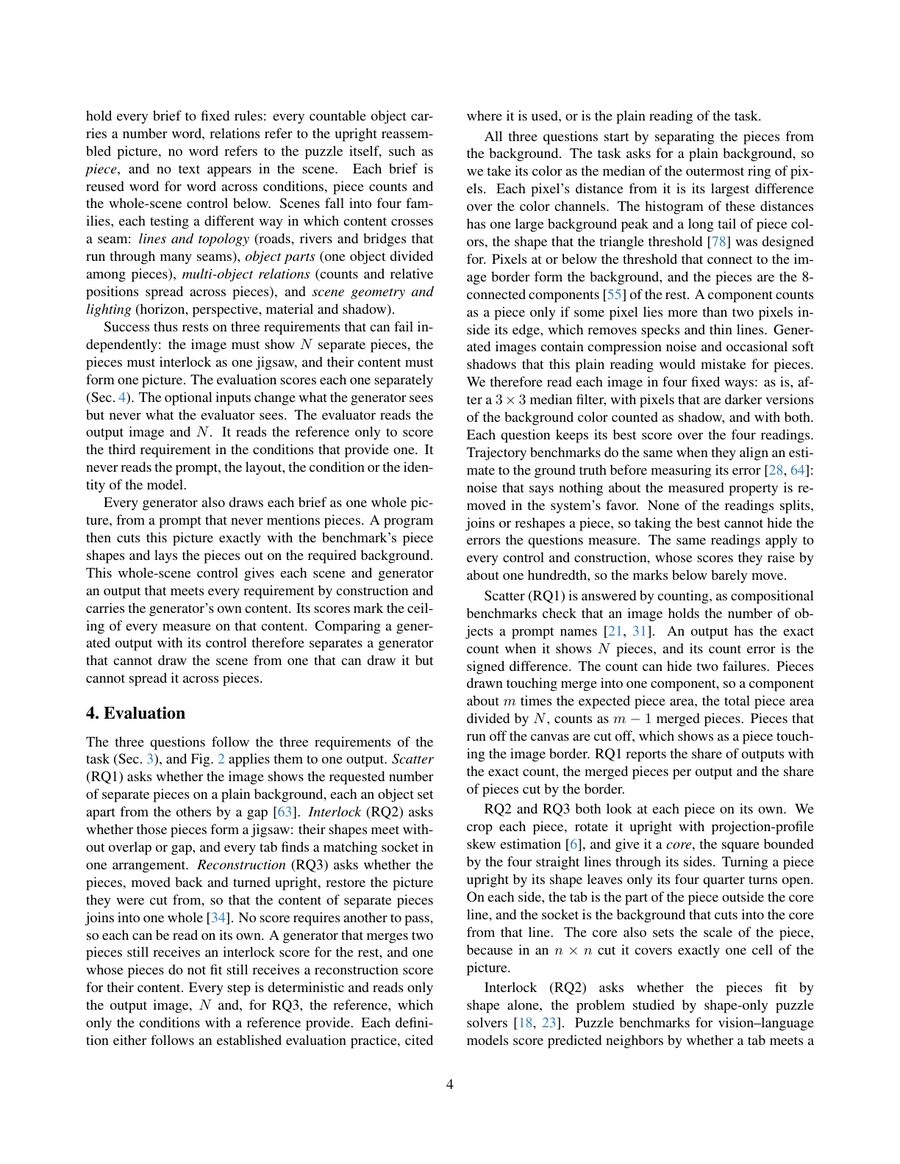 hold every brief to fixed rules: every countable object car-
ries a number word, relations refer to the upright reassem-
bled picture, no word refers to the puzzle itself, such as
piece, and no text appears in the scene. Each brief is
reused word for word across conditions, piece counts and
the whole-scene control below. Scenes fall into four fam-
ilies, each testing a different way in which content crosses
a seam: lines and topology (roads, rivers and bridges that
run through many seams), object parts (one object divided
among pieces), multi-object relations (counts and relative
positions spread across pieces), and scene geometry and
lighting (horizon, perspective, material and shadow).
Success thus rests on three requirements that can fail in-
dependently: the image must show N separate pieces, the
pieces must interlock as one jigsaw, and their content must
form one picture. The evaluation scores each one separately
(Sec. 4). The optional inputs change what the generator sees
but never what the evaluator sees. The evaluator reads the
output image and N. It reads the reference only to score
the third requirement in the conditions that provide one. It
never reads the prompt, the layout, the condition or the iden-
tity of the model.
Every generator also draws each brief as one whole pic-
ture, from a prompt that never mentions pieces. A program
then cuts this picture exactly with the benchmark's piece
shapes and lays the pieces out on the required background.
This whole-scene control gives each scene and generator
an output that meets every requirement by construction and
carries the generator's own content. Its scores mark the ceil-
ing of every measure on that content. Comparing a gener-
ated output with its control therefore separates a generator
that cannot draw the scene from one that can draw it but
cannot spread it across pieces.
4. Evaluation
The three questions follow the three requirements of the
task (Sec. 3), and Fig. 2 applies them to one output. Scatter
(RQ1) asks whether the image shows the requested number
of separate pieces on a plain background, each an object set
apart from the others by a gap [63]. Interlock (RQ2) asks
whether those pieces form a jigsaw: their shapes meet with-
out overlap or gap, and every tab finds a matching socket in
one arrangement. Reconstruction (RQ3) asks whether the
pieces, moved back and turned upright, restore the picture
they were cut from, so that the content of separate pieces
joins into one whole [34]. No score requires another to pass,
so each can be read on its own. A generator that merges two
pieces still receives an interlock score for the rest, and one
whose pieces do not fit still receives a reconstruction score
for their content. Every step is deterministic and reads only
the output image, N and, for RQ3, the reference, which
only the conditions with a reference provide. Each defini-
tion either follows an established evaluation practice, cited
where it is used, or is the plain reading of the task.
All three questions start by separating the pieces from
the background. The task asks for a plain background, so
we take its color as the median of the outermost ring of pix-
els. Each pixel's distance from it is its largest difference
over the color channels. The histogram of these distances
has one large background peak and a long tail of piece col-
ors, the shape that the triangle threshold [78] was designed
for. Pixels at or below the threshold that connect to the im-
age border form the background, and the pieces are the 8-
connected components [55] of the rest. A component counts
as a piece only if some pixel lies more than two pixels in-
side its edge, which removes specks and thin lines. Gener-
ated images contain compression noise and occasional soft
shadows that this plain reading would mistake for pieces.
We therefore read each image in four fixed ways: as is, af-
ter a 3 × 3 median filter, with pixels that are darker versions
of the background color counted as shadow, and with both.
Each question keeps its best score over the four readings.
Trajectory benchmarks do the same when they align an esti-
mate to the ground truth before measuring its error [28, 64]:
noise that says nothing about the measured property is re-
moved in the system's favor. None of the readings splits,
joins or reshapes a piece, so taking the best cannot hide the
errors the questions measure. The same readings apply to
every control and construction, whose scores they raise by
about one hundredth, so the marks below barely move.
Scatter (RQ1) is answered by counting, as compositional
benchmarks check that an image holds the number of ob-
jects a prompt names [21, 31]. An output has the exact
count when it shows N pieces, and its count error is the
signed difference. The count can hide two failures. Pieces
drawn touching merge into one component, so a component
about m times the expected piece area, the total piece area
divided by N, counts as m − 1 merged pieces. Pieces that
run off the canvas are cut off, which shows as a piece touch-
ing the image border. RQ1 reports the share of outputs with
the exact count, the merged pieces per output and the share
of pieces cut by the border.
RQ2 and RQ3 both look at each piece on its own. We
crop each piece, rotate it upright with projection-profile
skew estimation [6], and give it a core, the square bounded
by the four straight lines through its sides. Turning a piece
upright by its shape leaves only its four quarter turns open.
On each side, the tab is the part of the piece outside the core
line, and the socket is the background that cuts into the core
from that line. The core also sets the scale of the piece,
because in an n × n cut it covers exactly one cell of the
picture.
Interlock (RQ2) asks whether the pieces fit by
shape alone, the problem studied by shape-only puzzle
solvers [18, 23]. Puzzle benchmarks for vision–language
models score predicted neighbors by whether a tab meets a
4